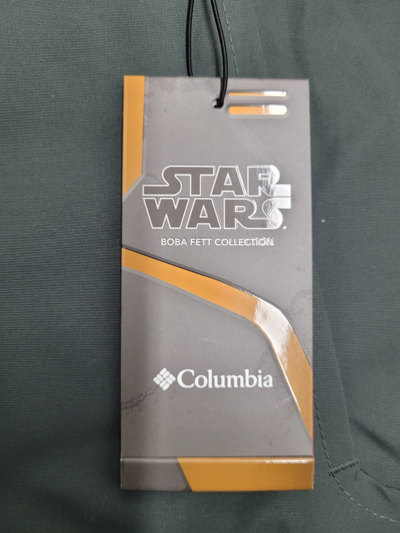 STAR
WARS.
BOBA FETT COLLECTION
Columbia